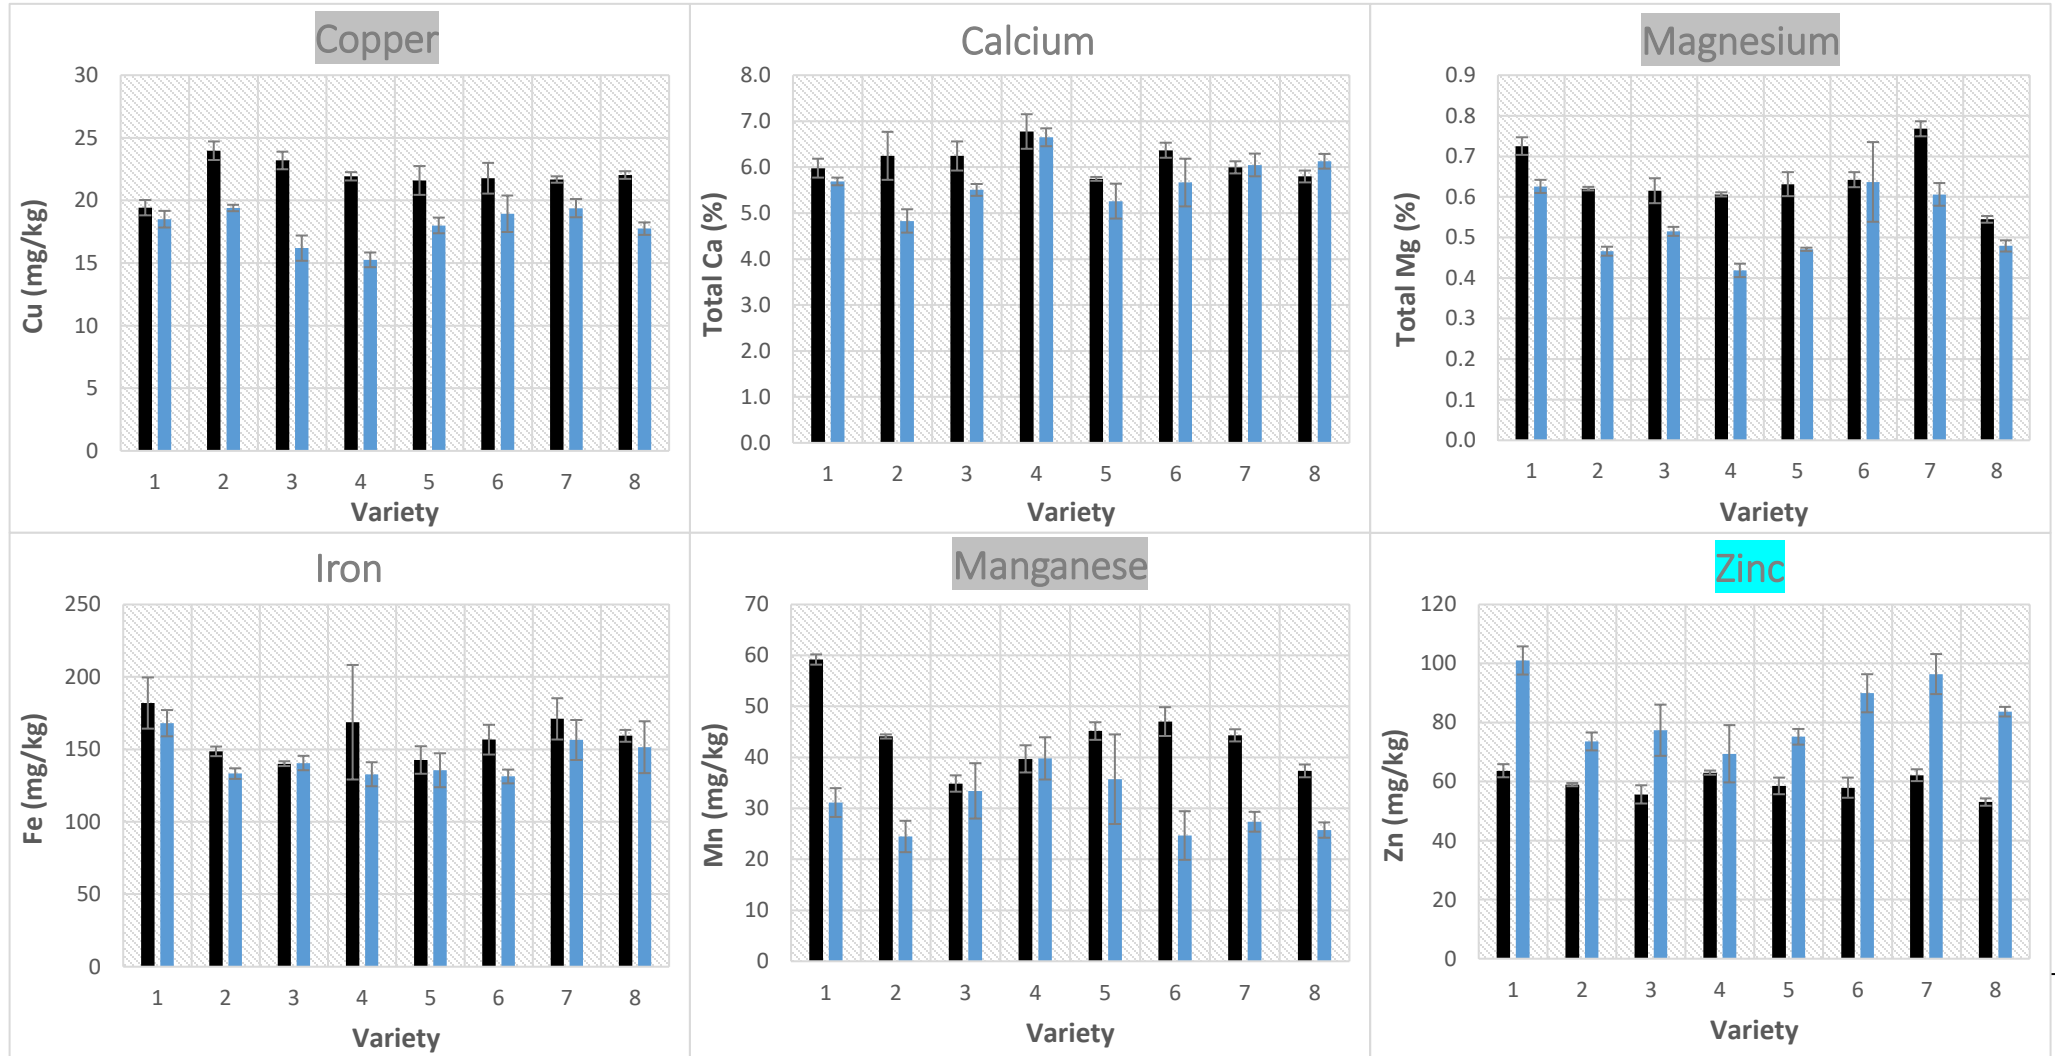 Copper
30
25
20
15
10
5
0
Cu (mg/kg)
1 2 3 4 5 6 7 8
Variety
Calcium
8.0
7.0
6.0
5.0
4.0
3.0
2.0
1.0
0.0
Total Ca (%)
1 2 3 4 5 6 7 8
Variety
Magnesium
0.9
0.8
0.7
0.6
0.5
0.4
0.3
0.2
0.1
0.0
Total Mg (%)
1 2 3 4 5 6 7 8
Variety
Iron
250
200
150
100
50
0
Fe (mg/kg)
1 2 3 4 5 6 7 8
Variety
Manganese
70
60
50
40
30
20
10
0
Mn (mg/kg)
1 2 3 4 5 6 7 8
Variety
Zinc
120
100
80
60
40
20
0
Zn (mg/kg)
1 2 3 4 5 6 7 8
Variety